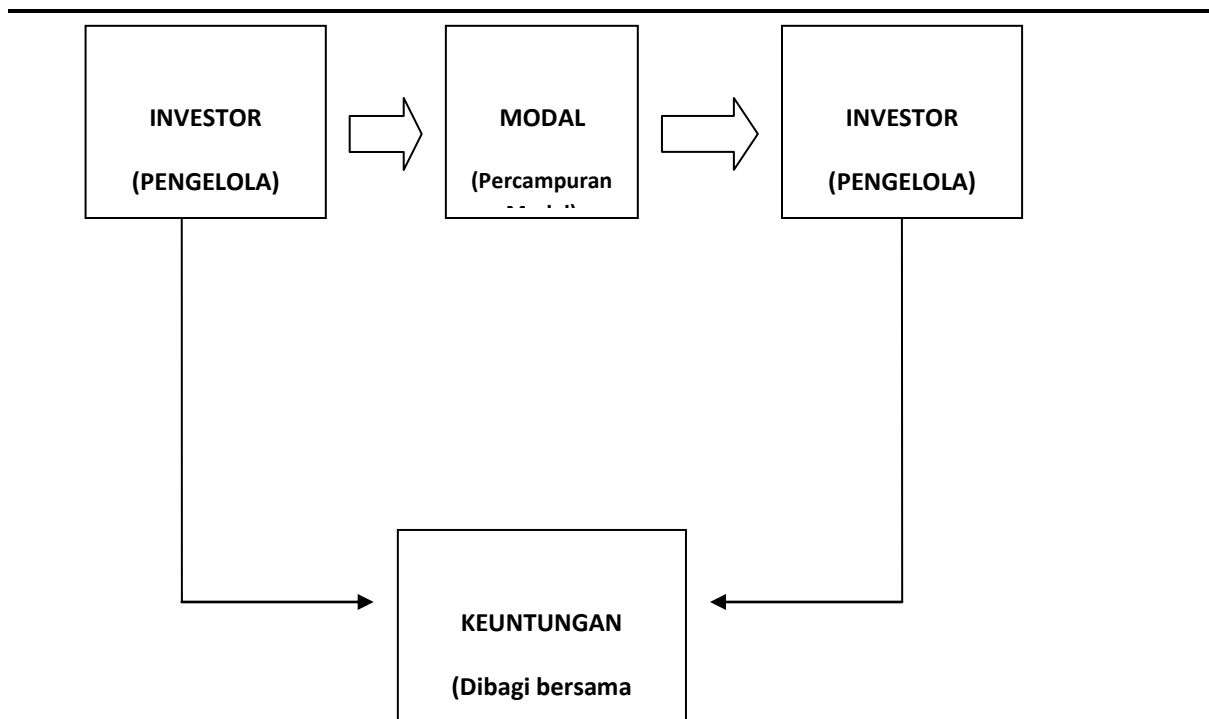 INVESTOR
(PENGELOLA)
MODAL
(Percampuran
INVESTOR
(PENGELOLA)
KEUNTUNGAN
(Dibagi bersama